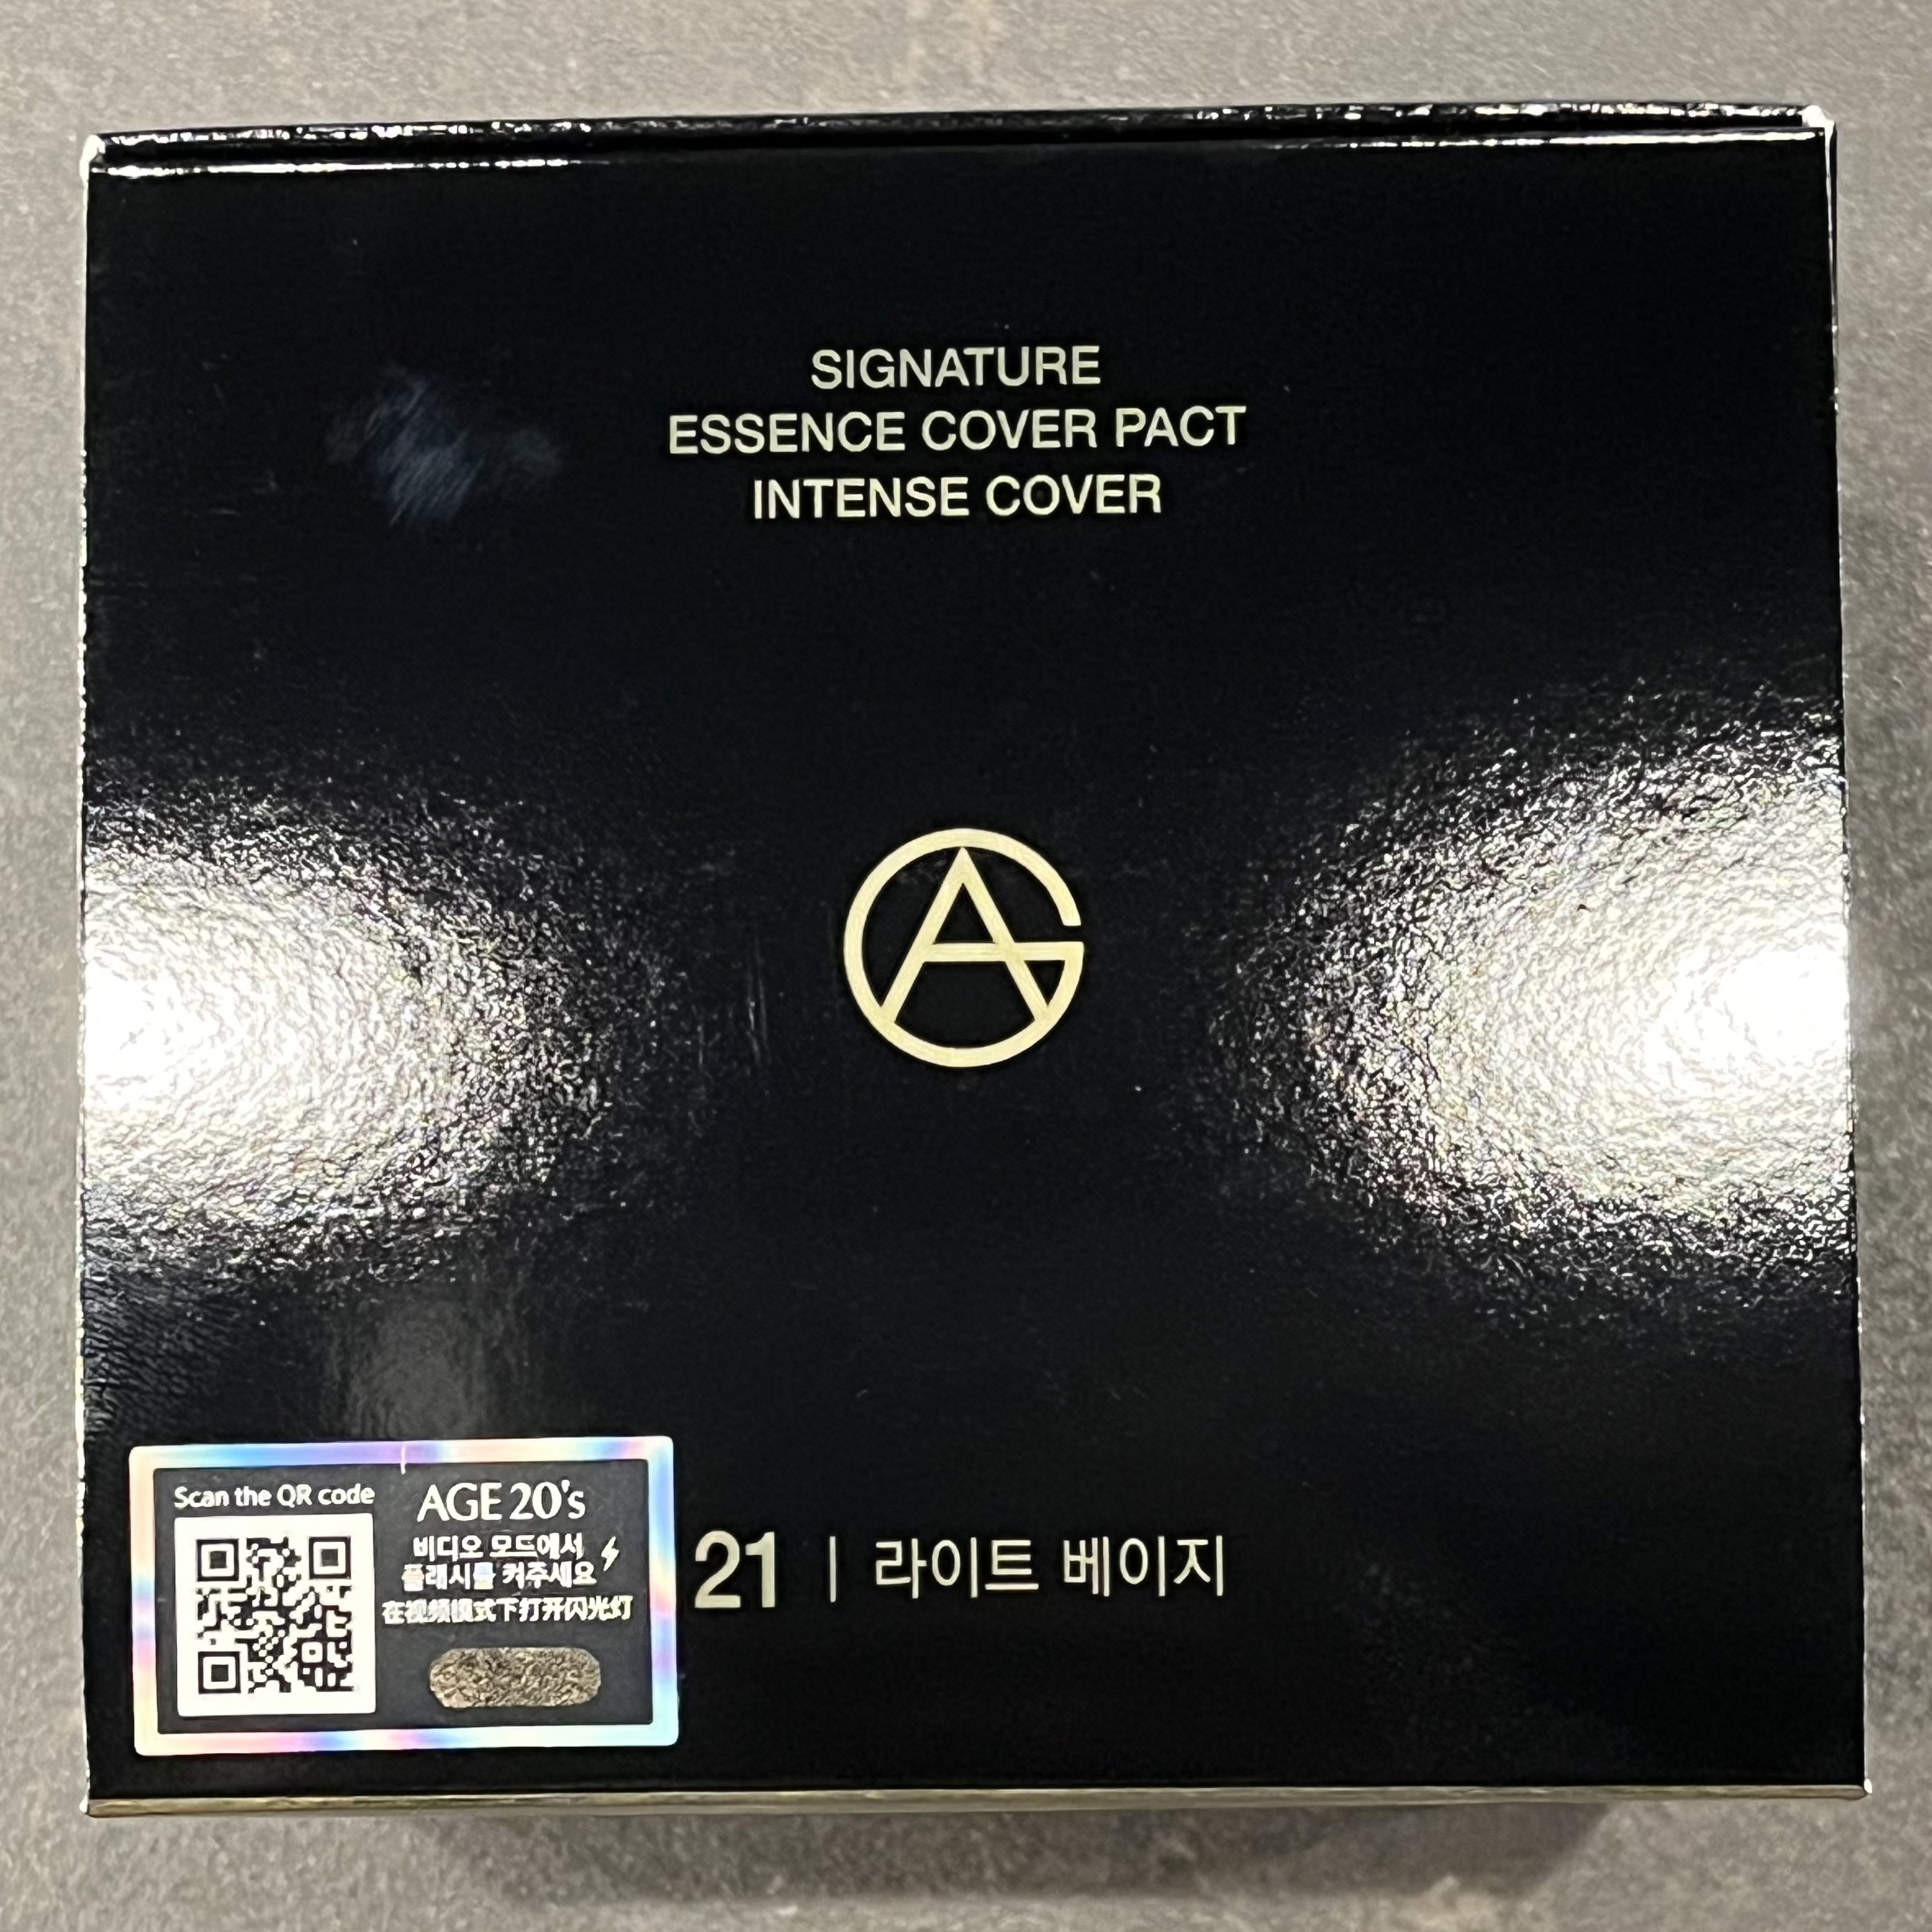 SIGNATURE
ESSENCE COVER PACT
INTENSE COVER
AG
Scan the QR code
AGE 20's
비디오 모드에서
플래시를 켜주세요
在视频模式下打开闪光灯
21 | 라이트 베이지